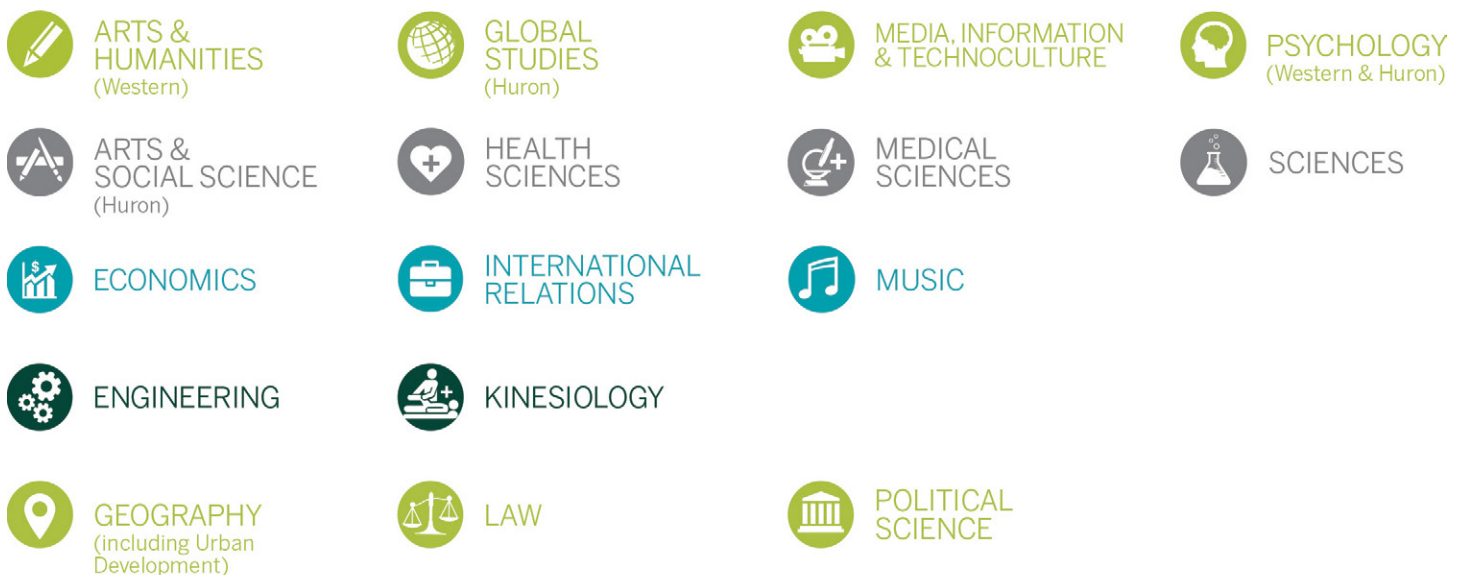 ARTS &
HUMANITIES
(Western)
GLOBAL
STUDIES
(Huron)
MEDIA, INFORMATION
& TECHNOCULTURE
PSYCHOLOGY
(Western & Huron)
ARTS &
SOCIAL SCIENCE
(Huron)
HEALTH
SCIENCES
MEDICAL
SCIENCES
SCIENCES
$
ECONOMICS
INTERNATIONAL
RELATIONS
MUSIC
ENGINEERING
KINESIOLOGY
GEOGRAPHY
(including Urban
Development)
LAW
POLITICAL
SCIENCE